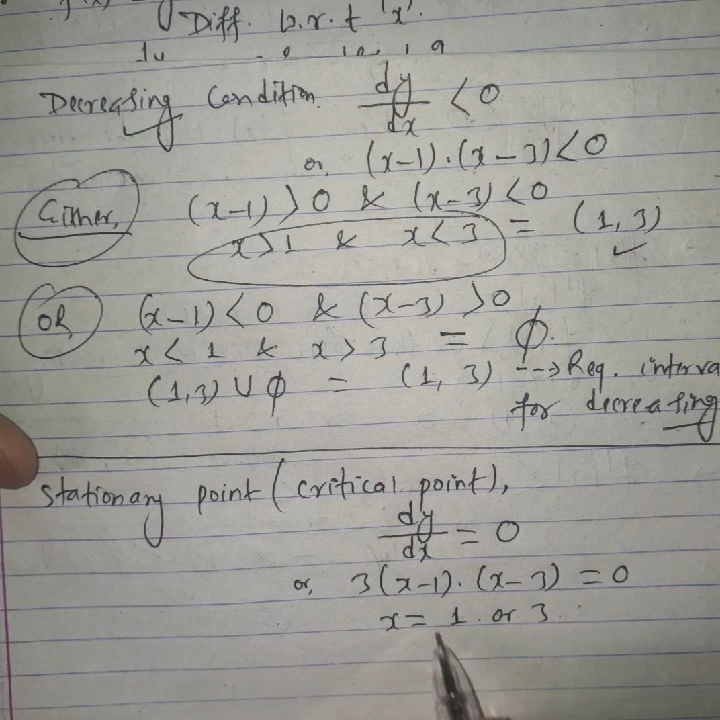 Diff. w.r.t 'x'.
Decreasing Condition. dy/dx < 0
or, (x-1).(x-3)<0
Either, (x-1) > 0 & (x-3) < 0
x>1 & x<3 = (1, 3)
OR, (x-1) < 0 & (x-3) > 0
x < 1 & x > 3 = ϕ.
(1,3) ∪ ϕ = (1, 3) --→ Req. interva
for decreasing
Stationary point (critical point),
dy/dx = 0
or, 3(x-1).(x-3) = 0
x = 1 or 3.